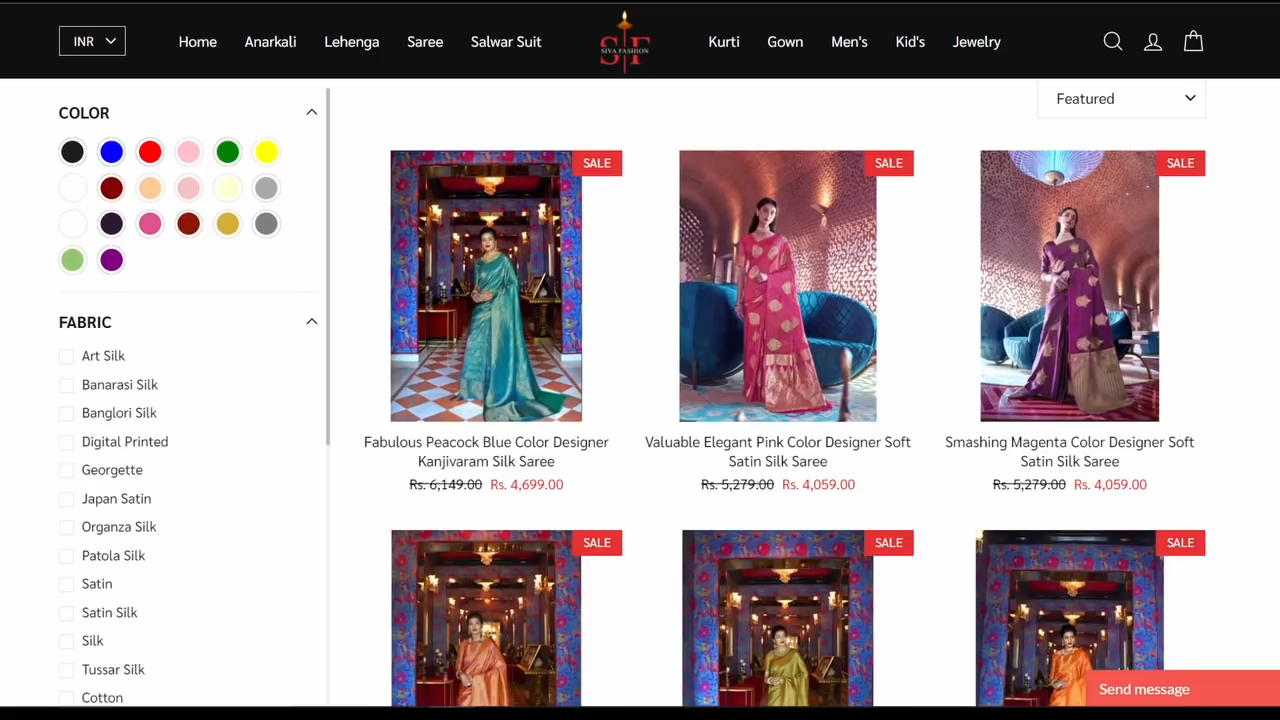 INR
Home
Anarkali
Lehenga
Saree
Salwar Suit
SF
SIYA FASHION
Kurti
Gown
Men's
Kid's
Jewelry
COLOR
FABRIC
Art Silk
Banarasi Silk
Banglori Silk
Digital Printed
Georgette
Japan Satin
Organza Silk
Patola Silk
Satin
Satin Silk
Silk
Tussar Silk
Cotton
Featured
SALE
SALE
SALE
Fabulous Peacock Blue Color Designer
Kanjivaram Silk Saree
Rs. 6,149.00 Rs. 4,699.00
Valuable Elegant Pink Color Designer Soft
Satin Silk Saree
Rs. 5,279.00 Rs. 4,059.00
Smashing Magenta Color Designer Soft
Satin Silk Saree
Rs. 5,279.00 Rs. 4,059.00
SALE
SALE
SALE
Send message